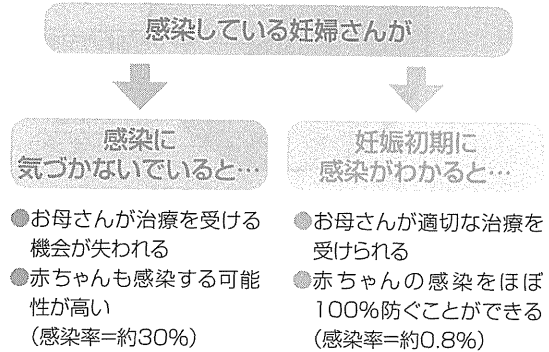 感染している妊婦さんが
感染に
気づかないでいると…
●お母さんが治療を受ける
機会が失われる
●赤ちゃんも感染する可能
性が高い
(感染率=約30%)
妊娠初期に
感染がわかると…
●お母さんが適切な治療を
受けられる
●赤ちゃんの感染をほぼ
100%防ぐことができる
(感染率=約0.8%)